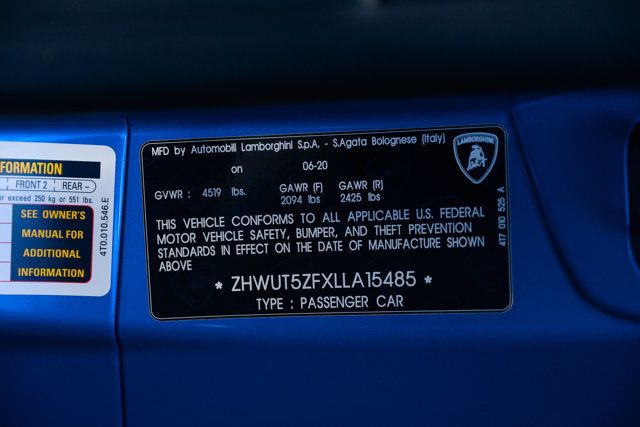 FORMATION
FRONT 2 REAR -
er exceed 250 kg or 551 lbs.
SEE OWNER'S
MANUAL FOR
ADDITIONAL
INFORMATION
4T0.010.546.E
MFD by Automobili Lamborghini S.p.A. - S.Agata Bolognese (Italy)
on 06-20
GVWR : 4519 lbs. GAWR (F) GAWR (R)
2094 lbs 2425 lbs
THIS VEHICLE CONFORMS TO ALL APPLICABLE U.S. FEDERAL
MOTOR VEHICLE SAFETY, BUMPER, AND THEFT PREVENTION
STANDARDS IN EFFECT ON THE DATE OF MANUFACTURE SHOWN
ABOVE
* ZHWUT5ZFXLLA15485 *
TYPE : PASSENGER CAR
LAMBORGHINI
4T7 010 525 A